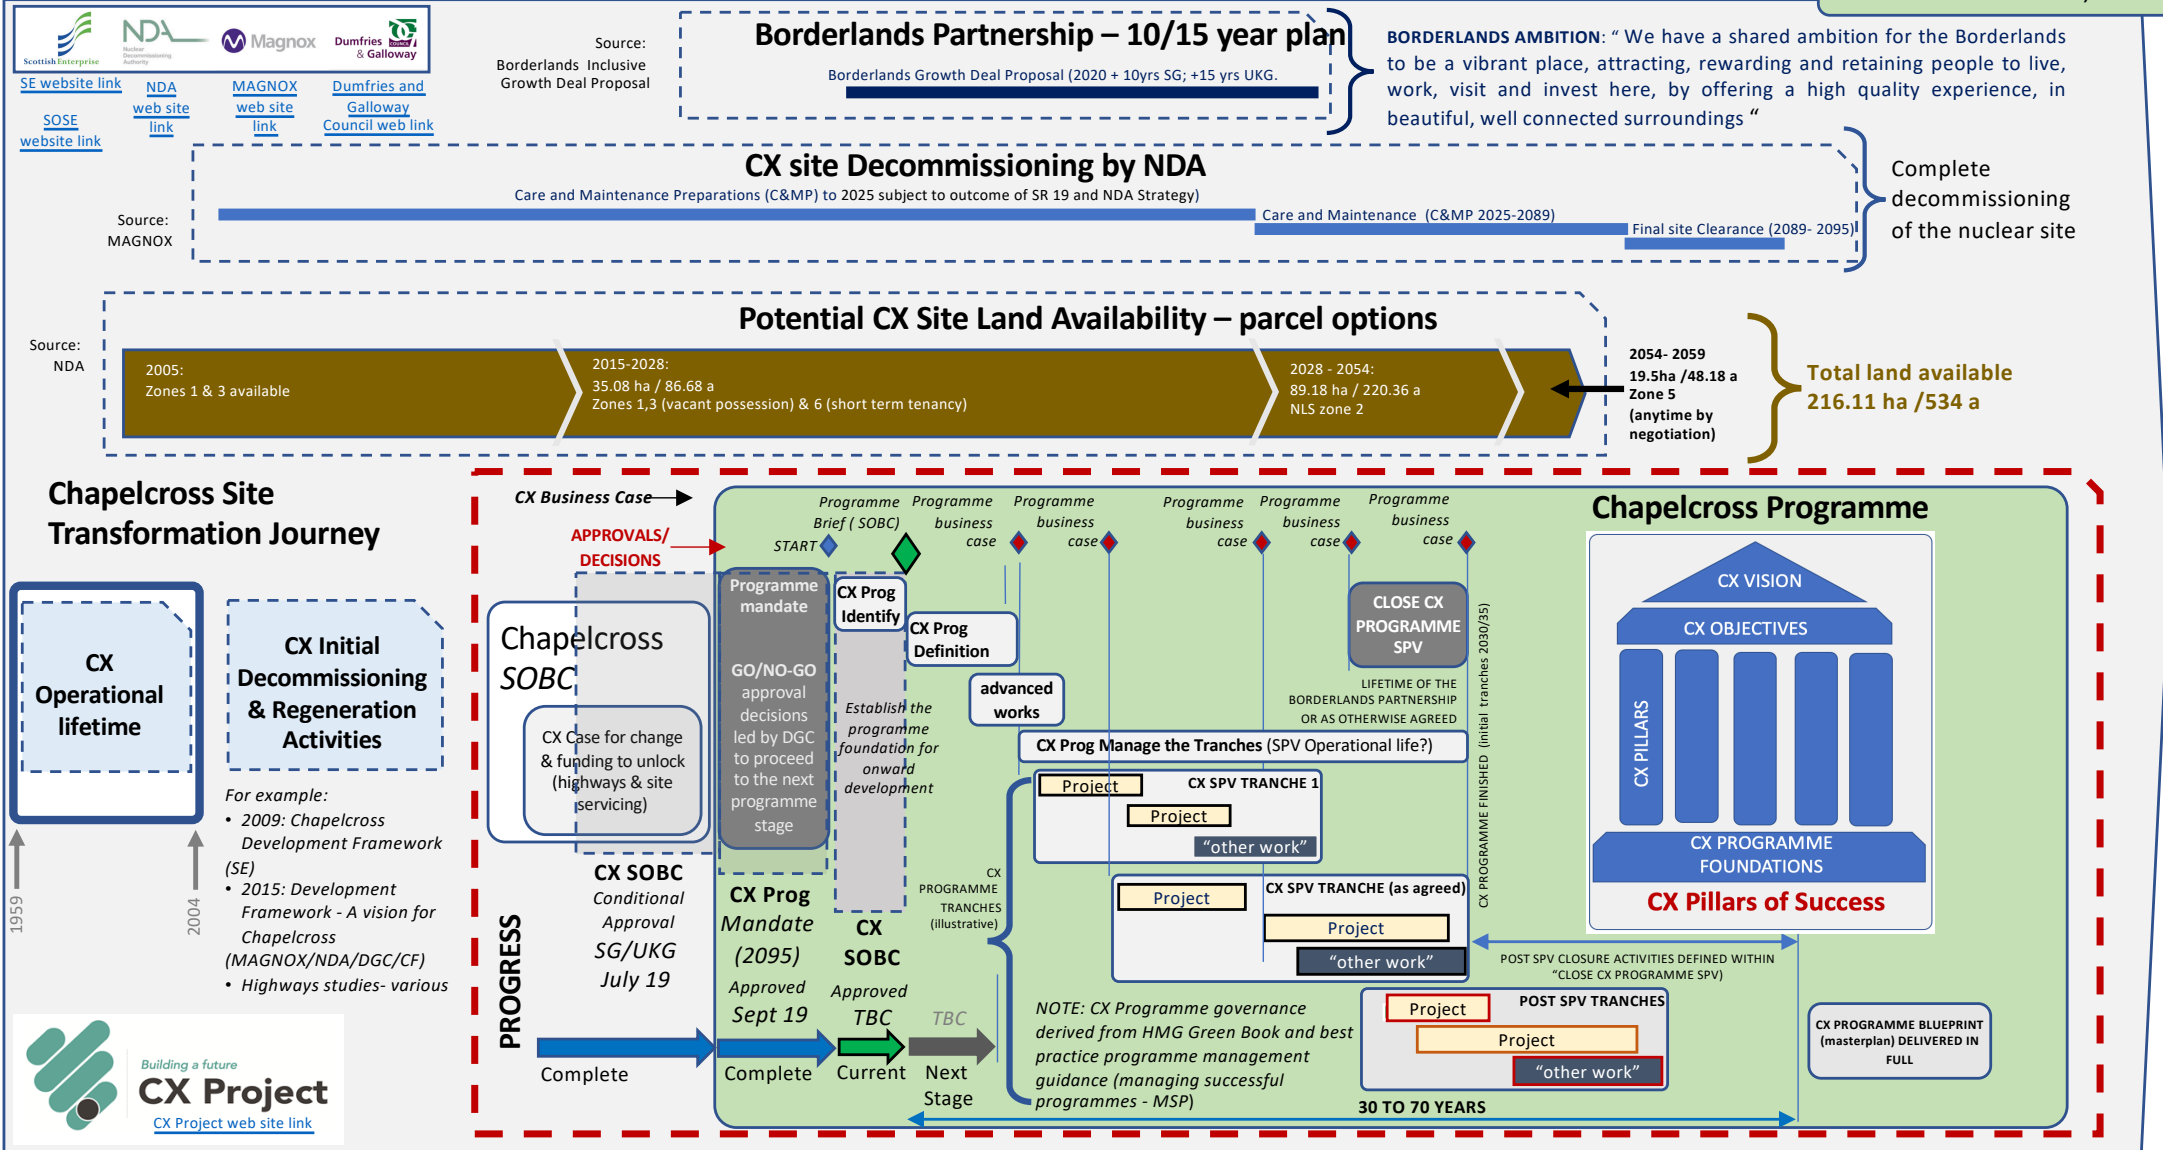 Scottish Enterprise
NDA
Nuclear
Decommissioning
Authority
Magnox
Dumfries
COUNCIL
& Galloway
SE website link
SOSE
website link
NDA
web site
link
MAGNOX
web site
link
Dumfries and
Galloway
Council web link
Source:
Borderlands Inclusive
Growth Deal Proposal
Borderlands Partnership – 10/15 year plan
Borderlands Growth Deal Proposal (2020 + 10yrs SG; +15 yrs UKG.
BORDERLANDS AMBITION: “ We have a shared ambition for the Borderlands
to be a vibrant place, attracting, rewarding and retaining people to live,
work, visit and invest here, by offering a high quality experience, in
beautiful, well connected surroundings “
CX site Decommissioning by NDA
Care and Maintenance Preparations (C&MP) to 2025 subject to outcome of SR 19 and NDA Strategy)
Source:
MAGNOX
Care and Maintenance (C&MP 2025-2089)
Final site Clearance (2089- 2095)
Complete
decommissioning
of the nuclear site
Potential CX Site Land Availability – parcel options
Source:
NDA
2005:
Zones 1 & 3 available
2015-2028:
35.08 ha / 86.68 a
Zones 1,3 (vacant possession) & 6 (short term tenancy)
2028 - 2054:
89.18 ha / 220.36 a
NLS zone 2
2054- 2059
19.5ha /48.18 a
Zone 5
(anytime by
negotiation)
Total land available
216.11 ha /534 a
Chapelcross Site
Transformation Journey
CX
Operational
lifetime
1959
2004
CX Initial
Decommissioning
& Regeneration
Activities
For example:
• 2009: Chapelcross
Development Framework
(SE)
• 2015: Development
Framework - A vision for
Chapelcross
(MAGNOX/NDA/DGC/CF)
• Highways studies- various
Building a future
CX Project
CX Project web site link
CX Business Case
APPROVALS/
DECISIONS
START
Programme
Brief ( SOBC)
Programme
business
case
Programme
business
case
Programme
business
case
Programme
business
case
Programme
business
case
Chapelcross Programme
Chapelcross
SOBC
CX Case for change
& funding to unlock
(highways & site
servicing)
Programme
mandate
GO/NO-GO
approval
decisions
led by DGC
to proceed
to the next
programme
stage
CX Prog
Identify
Establish the
programme
foundation for
onward
development
CX Prog
Definition
advanced
works
CLOSE CX
PROGRAMME
SPV
LIFETIME OF THE
BORDERLANDS PARTNERSHIP
OR AS OTHERWISE AGREED
CX Prog Manage the Tranches (SPV Operational life?)
CX SPV TRANCHE 1
Project
Project
“other work”
CX
PROGRAMME
TRANCHES
(illustrative)
CX SPV TRANCHE (as agreed)
Project
Project
“other work”
CX PROGRAMME FINISHED (initial tranches 2030/35)
CX VISION
CX OBJECTIVES
CX PILLARS
CX PROGRAMME
FOUNDATIONS
CX Pillars of Success
POST SPV CLOSURE ACTIVITIES DEFINED WITHIN
“CLOSE CX PROGRAMME SPV)
POST SPV TRANCHES
Project
Project
“other work”
CX PROGRAMME BLUEPRINT
(masterplan) DELIVERED IN
FULL
PROGRESS
CX SOBC
Conditional
Approval
SG/UKG
July 19
CX Prog
Mandate
(2095)
Approved
Sept 19
CX
SOBC
Approved
TBC
TBC
Complete
Complete
Current
Next
Stage
NOTE: CX Programme governance
derived from HMG Green Book and best
practice programme management
guidance (managing successful
programmes - MSP)
30 TO 70 YEARS